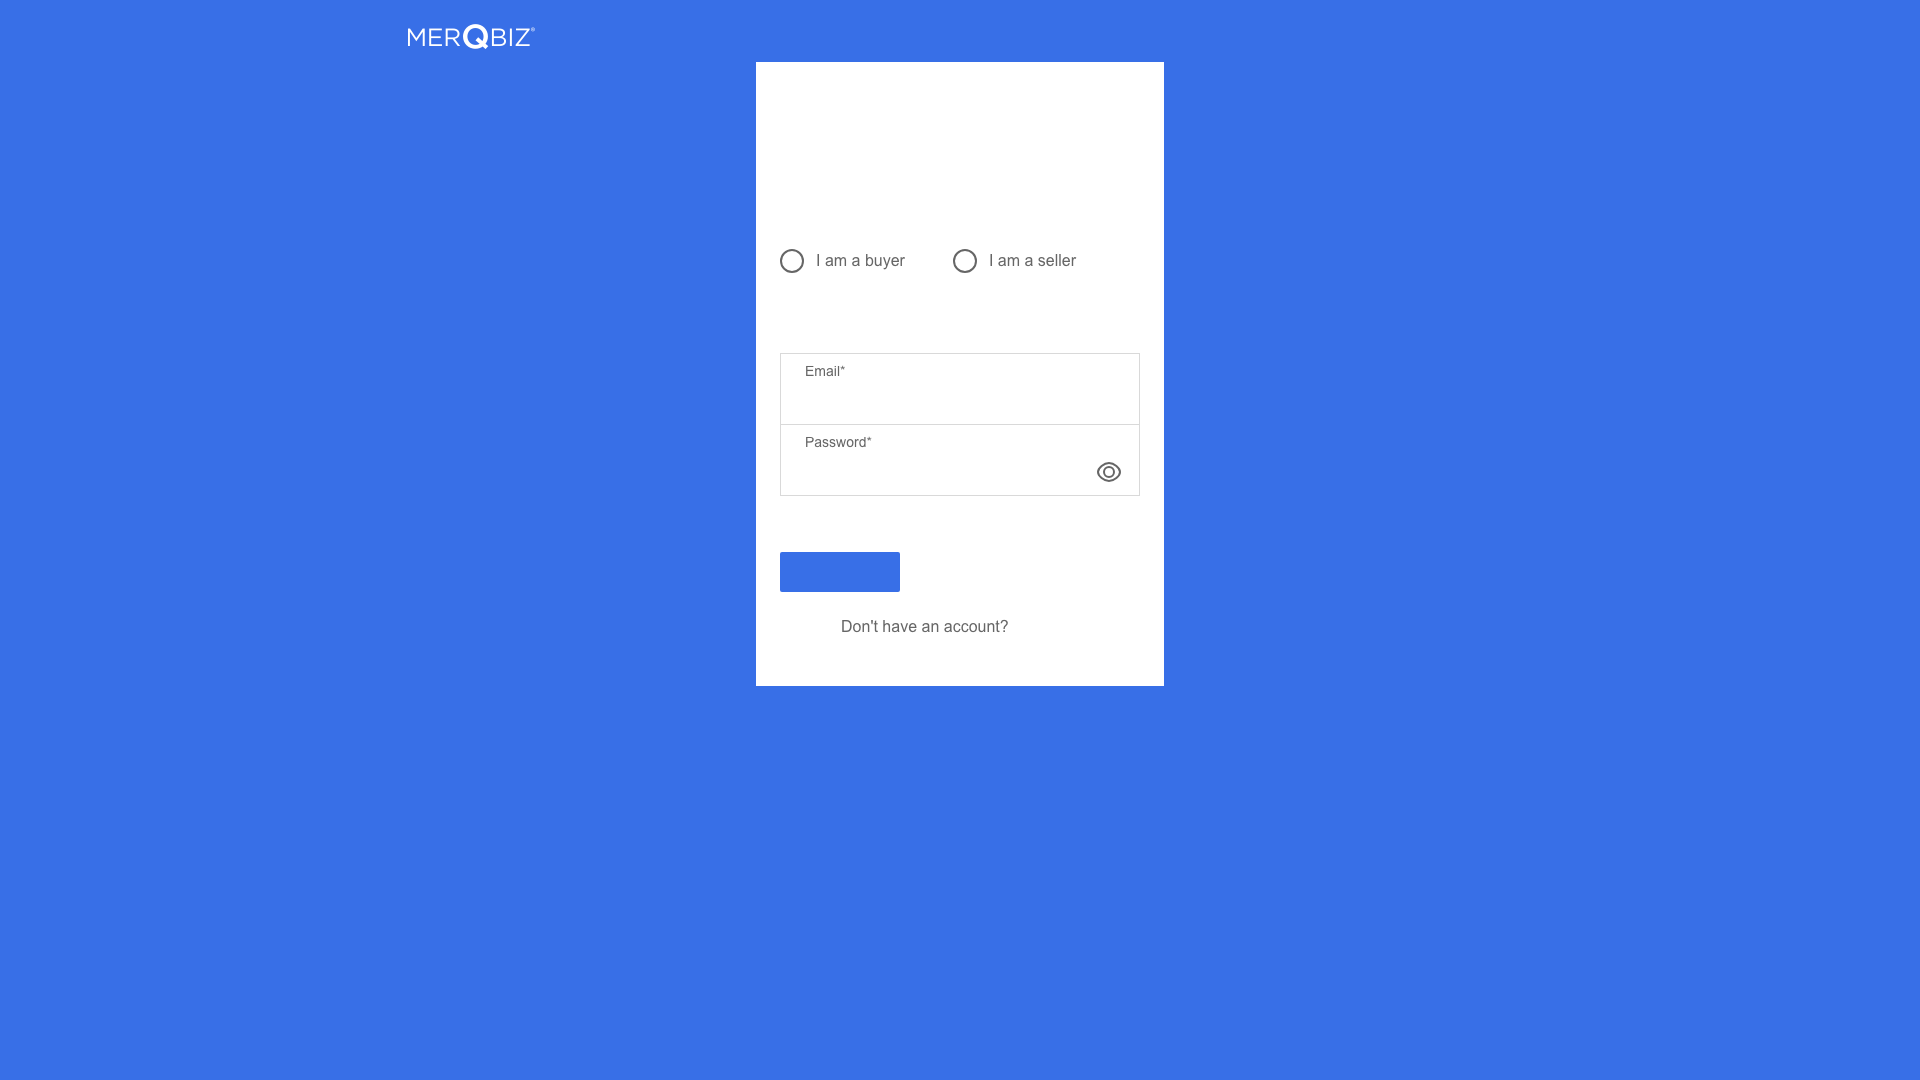 MERQBIZ®
I am a buyer
I am a seller
Email*
Password*
Don't have an account?